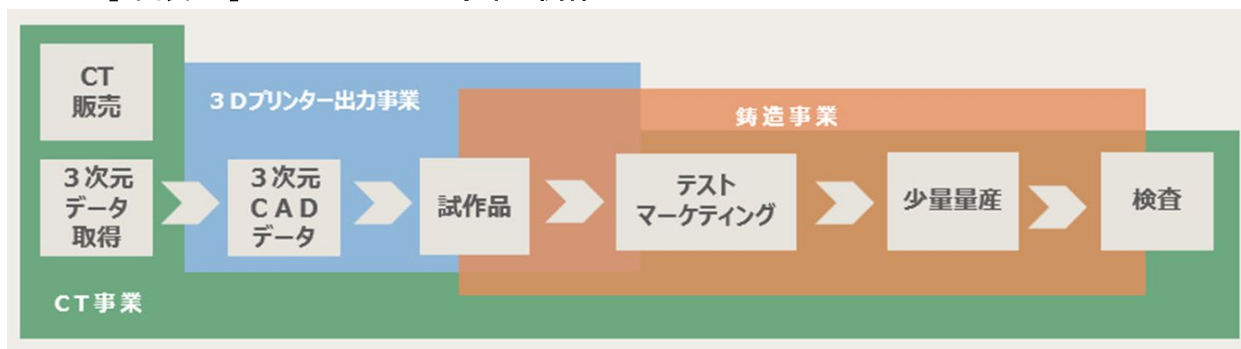 CT
販売
３Dプリンター出力事業
鋳造事業
３次元
データ
取得
３次元
ＣＡＤ
データ
試作品
テスト
マーケティング
少量量産
検査
CT事業